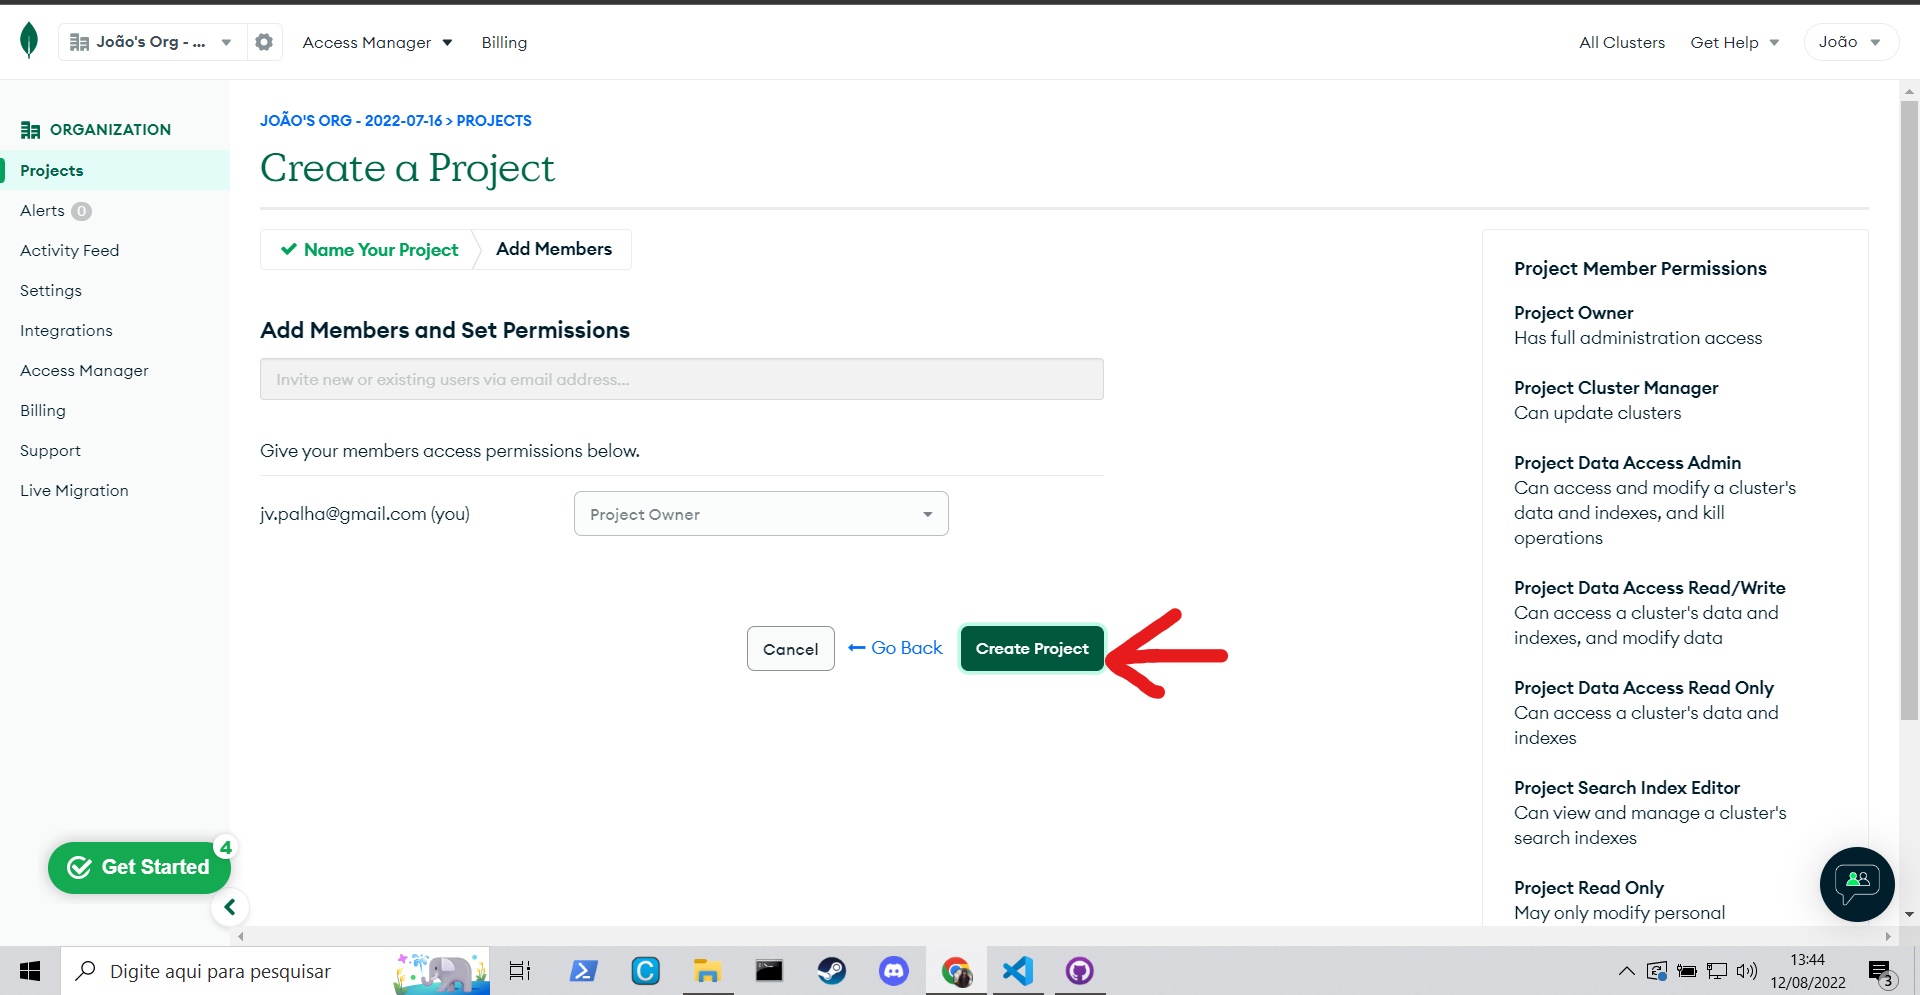 João's Org - ...
Access Manager
Billing
All Clusters
Get Help
João
ORGANIZATION
Projects
Alerts 0
Activity Feed
Settings
Integrations
Access Manager
Billing
Support
Live Migration
Get Started
4
JOÃO'S ORG - 2022-07-16 > PROJECTS
Create a Project
Name Your Project
Add Members
Add Members and Set Permissions
Invite new or existing users via email address...
Give your members access permissions below.
jv.palha@gmail.com (you)
Project Owner
Cancel
Go Back
Create Project
Project Member Permissions
Project Owner
Has full administration access
Project Cluster Manager
Can update clusters
Project Data Access Admin
Can access and modify a cluster's
data and indexes, and kill
operations
Project Data Access Read/Write
Can access a cluster's data and
indexes, and modify data
Project Data Access Read Only
Can access a cluster's data and
indexes
Project Search Index Editor
Can view and manage a cluster's
search indexes
Project Read Only
May only modify personal
Digite aqui para pesquisar
13:44
12/08/2022
3